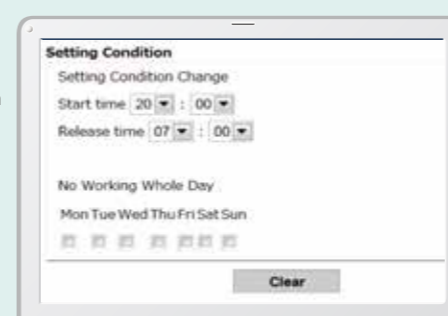 Setting Condition
Setting Condition Change
Start time 20 : 00
Release time 07 : 00
No Working Whole Day
Mon Tue Wed Thu Fri Sat Sun
Clear